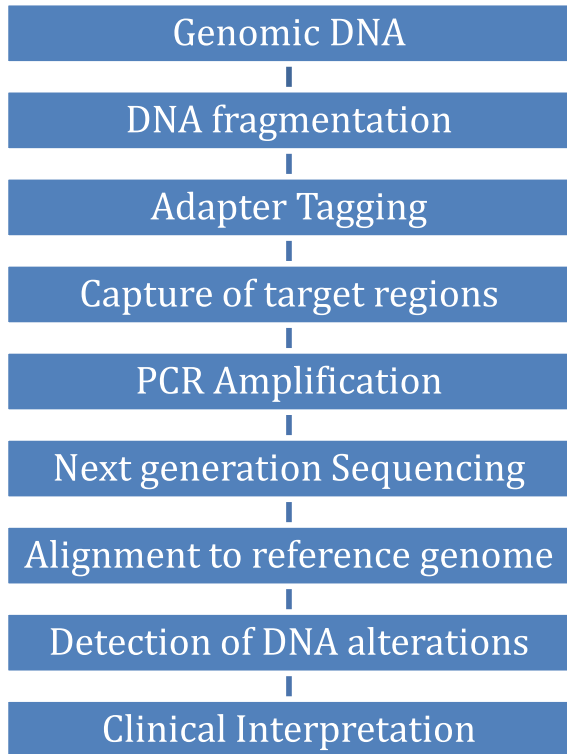 Genomic DNA
DNA fragmentation
Adapter Tagging
Capture of target regions
PCR Amplification
Next generation Sequencing
Alignment to reference genome
Detection of DNA alterations
Clinical Interpretation